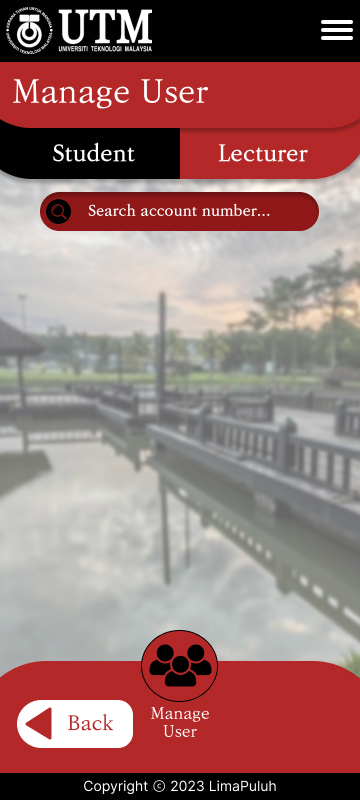 UTM
UNIVERSITI TEKNOLOGI MALAYSIA
Manage User
Student
Lecturer
Search account number...
Manage
User
Back
Copyright © 2023 LimaPuluh